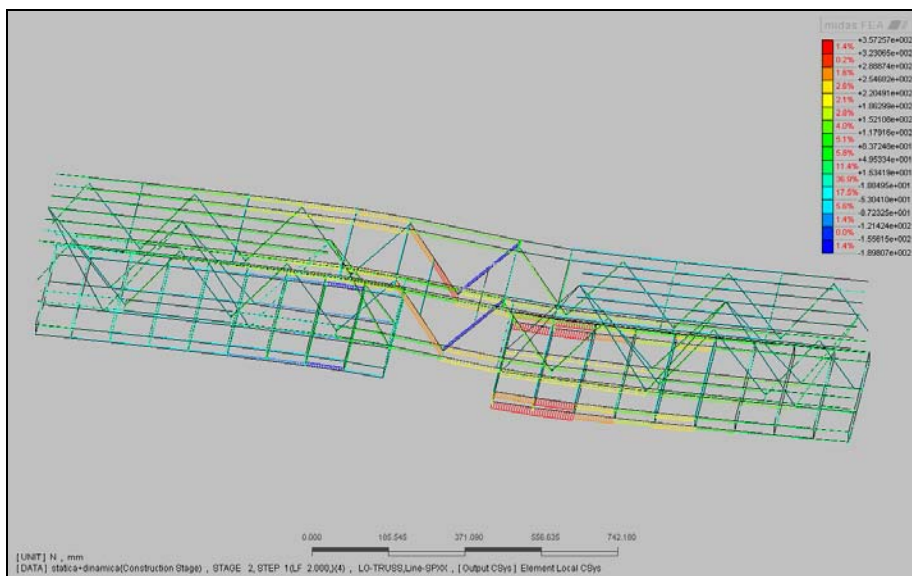 midas FEA
+3.57257e+002
1.4%
+3.23065e+002
0.2%
+2.88874e+002
1.6%
+2.54682e+002
2.8%
+2.20491e+002
2.1%
+1.86299e+002
2.8%
+1.52108e+002
4.0%
+1.17916e+002
5.1%
+8.37248e+001
5.8%
+4.95334e+001
11.4%
+1.53419e+001
36.9%
-1.88495e+001
17.5%
-5.30410e+001
5.6%
-8.72325e+001
1.4%
-1.21424e+002
0.0%
-1.55615e+002
1.4%
-1.89807e+002
0.000 371.090 556.635 742.180
[UNIT] N , mm
[DATA] statica+dinamica(Construction Stage) , STAGE 2, STEP 1(LF 2.000,)(4) , LO-TRUSS,Line-SPXX , [Output CSys] Element Local CSys